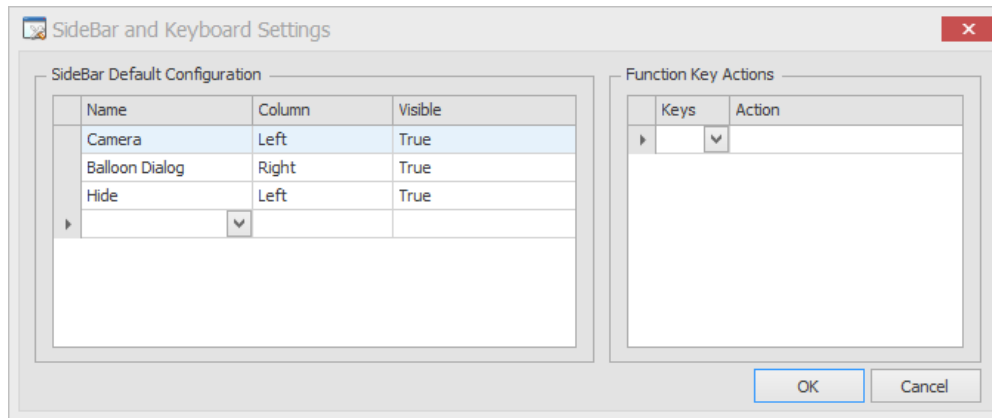 SideBar and Keyboard Settings
SideBar Default Configuration
Name Column Visible
Camera Left True
Balloon Dialog Right True
Hide Left True
Function Key Actions
Keys Action
OK Cancel